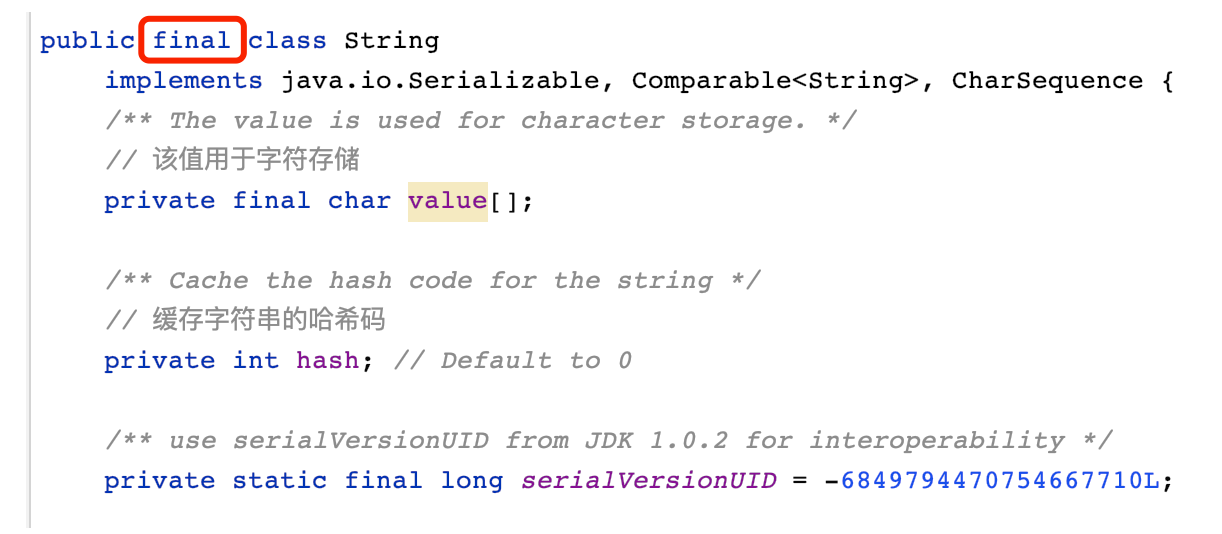 public final class String
implements java.io.Serializable, Comparable<String>, CharSequence {
/** The value is used for character storage. */
// 该值用于字符存储
private final char value[];
/** Cache the hash code for the string */
// 缓存字符串的哈希码
private int hash; // Default to 0
/** use serialVersionUID from JDK 1.0.2 for interoperability */
private static final long serialVersionUID = -6849794470754667710L;